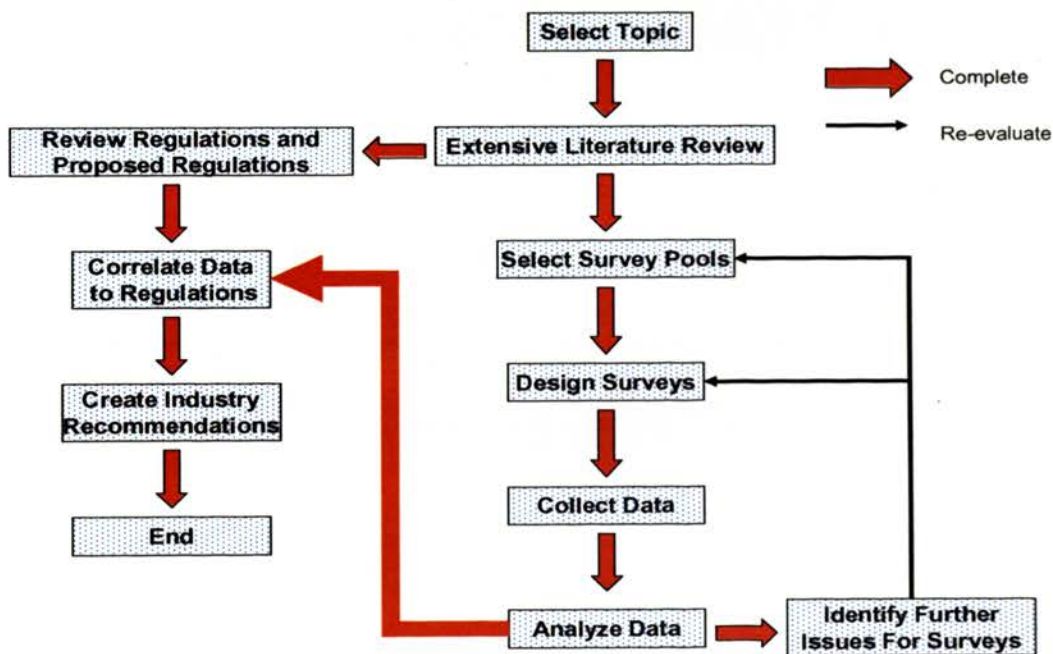 Select Topic
Complete
Re-evaluate
Review Regulations and
Proposed Regulations
Extensive Literature Review
Correlate Data
to Regulations
Select Survey Pools
Create Industry
Recommendations
Design Surveys
End
Collect Data
Analyze Data
Identify Further
Issues For Surveys